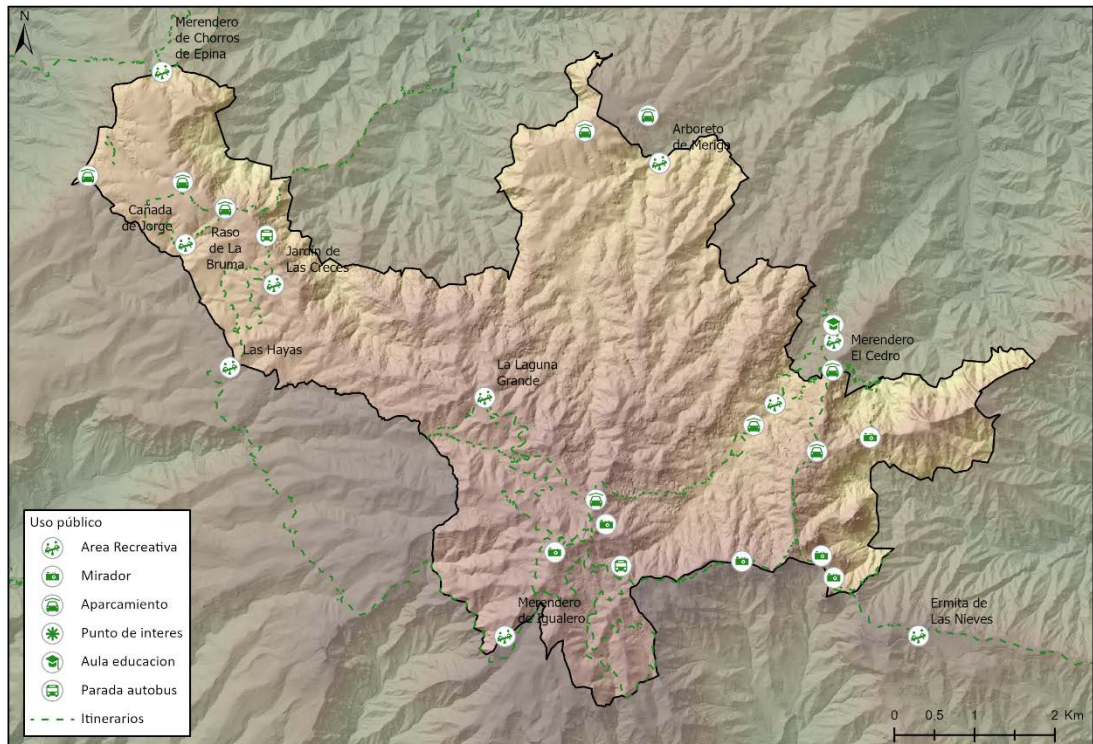 N
Merendero
de Chorros
de Epina
Arboreto
de Meriga
Cañada
de Jorge
Raso
de La
Bruma
Jardin de
Las Creces
Las Hayas
La Laguna
Grande
Merendero
El Cedro
Merendero
de Igualero
Ermita de
Las Nieves
Uso público
Area Recreativa
Mirador
Aparcamiento
Punto de interes
Aula educacion
Parada autobus
Itinerarios
0 0.5 1 2 Km